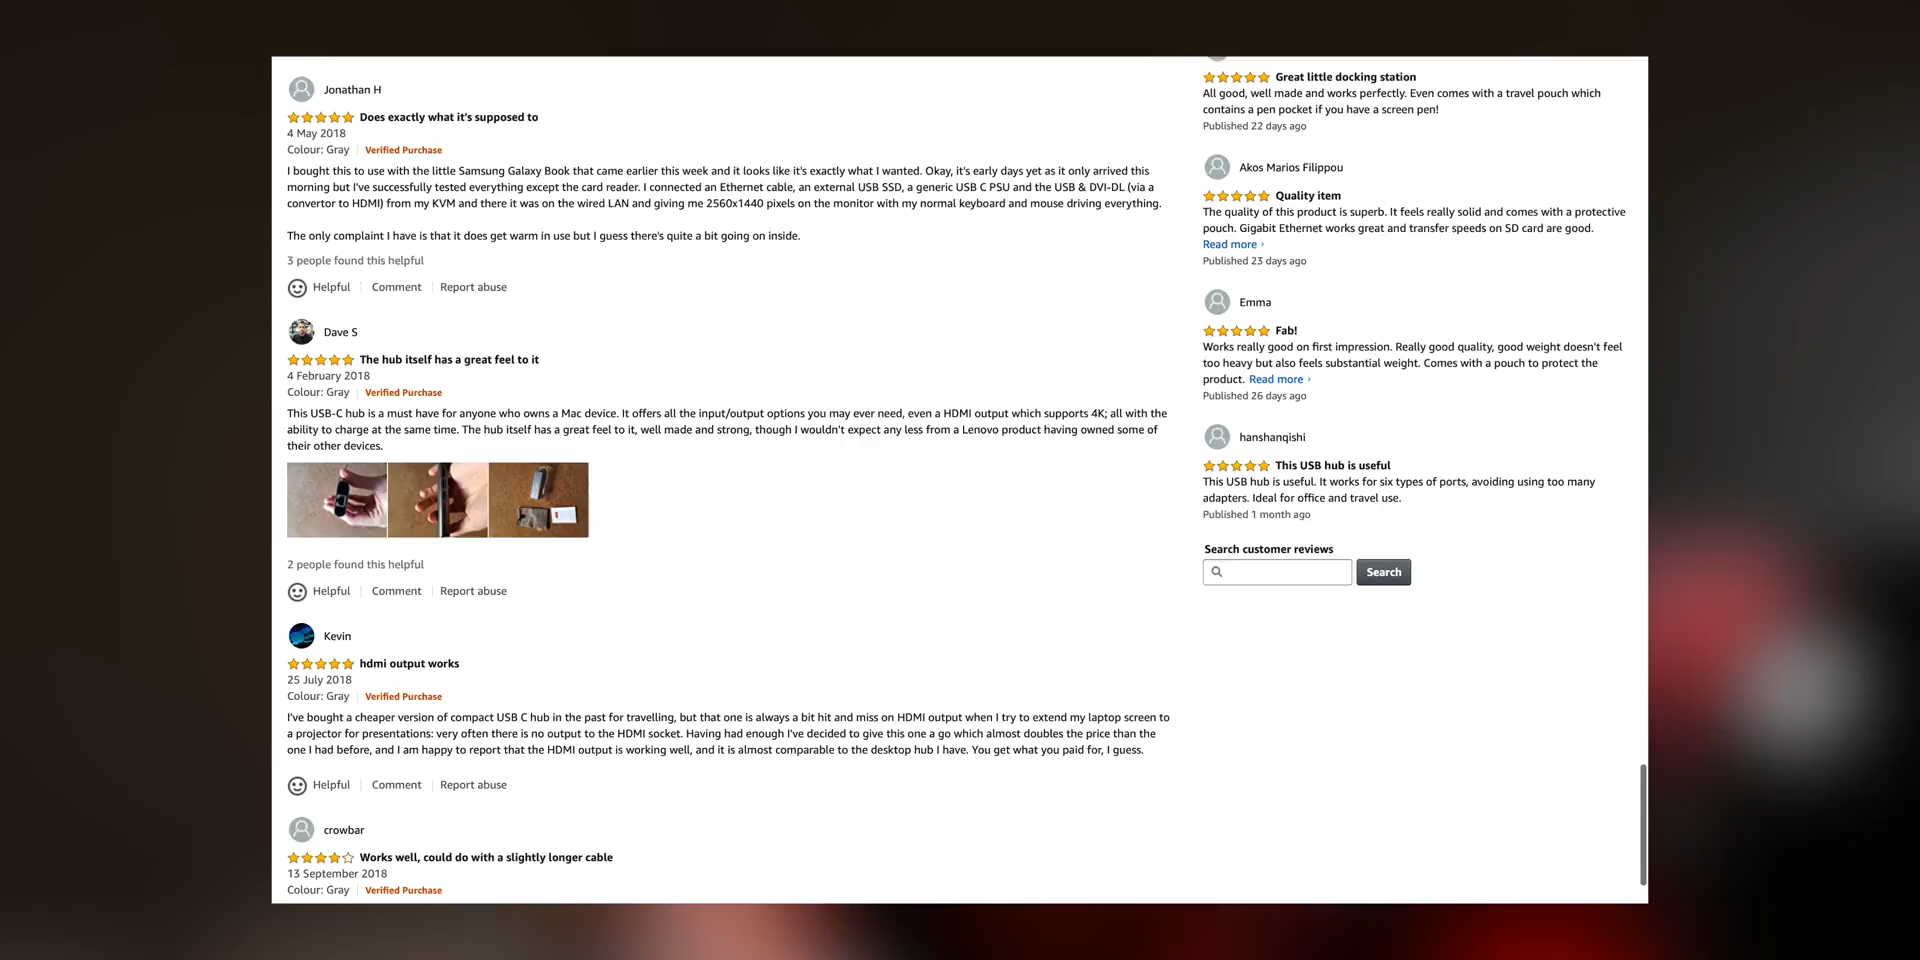 Jonathan H
Does exactly what it's supposed to
4 May 2018
Colour: Gray | Verified Purchase
I bought this to use with the little Samsung Galaxy Book that came earlier this week and it looks like it's exactly what I wanted. Okay, it's early days yet as it only arrived this
morning but I've successfully tested everything except the card reader. I connected an Ethernet cable, an external USB SSD, a generic USB C PSU and the USB & DVI-DL (via a
convertor to HDMI) from my KVM and there it was on the wired LAN and giving me 2560x1440 pixels on the monitor with my normal keyboard and mouse driving everything.
The only complaint I have is that it does get warm in use but I guess there's quite a bit going on inside.
3 people found this helpful
Helpful | Comment | Report abuse
Dave S
The hub itself has a great feel to it
4 February 2018
Colour: Gray | Verified Purchase
This USB-C hub is a must have for anyone who owns a Mac device. It offers all the input/output options you may ever need, even a HDMI output which supports 4K; all with the
ability to charge at the same time. The hub itself has a great feel to it, well made and strong, though I wouldn't expect any less from a Lenovo product having owned some of
their other devices.
2 people found this helpful
Helpful | Comment | Report abuse
Kevin
hdmi output works
25 July 2018
Colour: Gray | Verified Purchase
I've bought a cheaper version of compact USB C hub in the past for travelling, but that one is always a bit hit and miss on HDMI output when I try to extend my laptop screen to
a projector for presentations: very often there is no output to the HDMI socket. Having had enough I've decided to give this one a go which almost doubles the price than the
one I had before, and I am happy to report that the HDMI output is working well, and it is almost comparable to the desktop hub I have. You get what you paid for, I guess.
Helpful | Comment | Report abuse
crowbar
Works well, could do with a slightly longer cable
13 September 2018
Colour: Gray | Verified Purchase
Great little docking station
All good, well made and works perfectly. Even comes with a travel pouch which
contains a pen pocket if you have a screen pen!
Published 22 days ago
Akos Marios Filippou
Quality item
The quality of this product is superb. It feels really solid and comes with a protective
pouch. Gigabit Ethernet works great and transfer speeds on SD card are good.
Read more ›
Published 23 days ago
Emma
Fab!
Works really good on first impression. Really good quality, good weight doesn't feel
too heavy but also feels substantial weight. Comes with a pouch to protect the
product. Read more ›
Published 26 days ago
hanshanqishi
This USB hub is useful
This USB hub is useful. It works for six types of ports, avoiding using too many
adapters. Ideal for office and travel use.
Published 1 month ago
Search customer reviews
Search